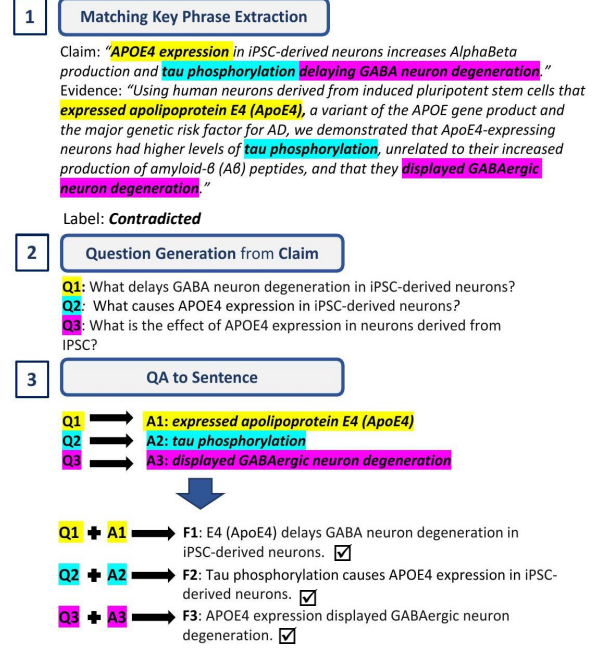 1 Matching Key Phrase Extraction
Claim: “APOE4 expression in iPSC-derived neurons increases AlphaBeta
production and tau phosphorylation delaying GABA neuron degeneration.”
Evidence: “Using human neurons derived from induced pluripotent stem cells that
expressed apolipoprotein E4 (ApoE4), a variant of the APOE gene product and
the major genetic risk factor for AD, we demonstrated that ApoE4-expressing
neurons had higher levels of tau phosphorylation, unrelated to their increased
production of amyloid-β (Aβ) peptides, and that they displayed GABAergic
neuron degeneration.”
Label: Contradicted
2 Question Generation from Claim
Q1: What delays GABA neuron degeneration in iPSC-derived neurons?
Q2: What causes APOE4 expression in iPSC-derived neurons?
Q3: What is the effect of APOE4 expression in neurons derived from
IPSC?
3 QA to Sentence
Q1 A1: expressed apolipoprotein E4 (ApoE4)
Q2 A2: tau phosphorylation
Q3 A3: displayed GABAergic neuron degeneration
Q1 + A1 F1: E4 (ApoE4) delays GABA neuron degeneration in
iPSC-derived neurons.
Q2 + A2 F2: Tau phosphorylation causes APOE4 expression in iPSC-
derived neurons.
Q3 + A3 F3: APOE4 expression displayed GABAergic neuron
degeneration.